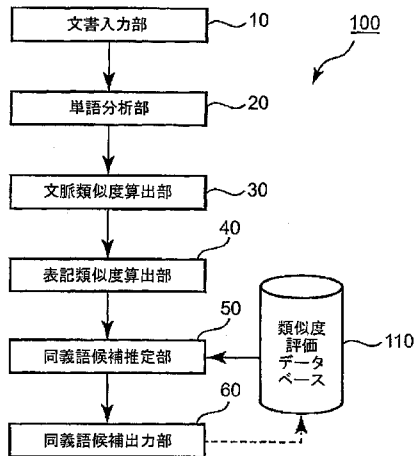 文書入力部
10
100
単語分析部
20
文脈類似度算出部
30
40
表記類似度算出部
50
類似度
評価
データ
ベース
110
同義語候補推定部
60
同義語候補出力部